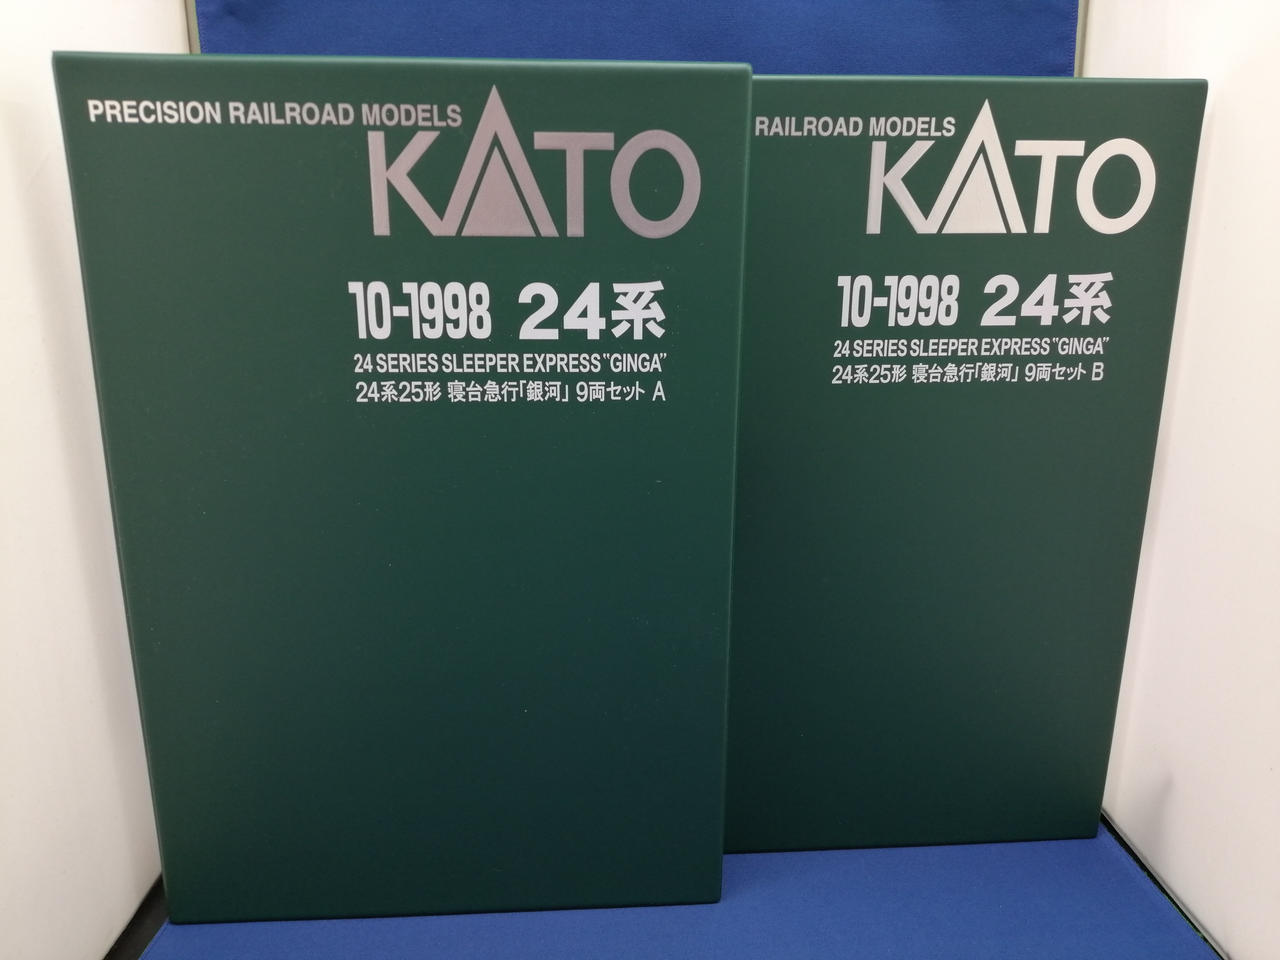 PRECISION RAILROAD MODELS
KATO
10-1998 24系
24 SERIES SLEEPER EXPRESS "GINGA"
24系25形 寝台急行「銀河」 9両セット A
RAILROAD MODELS
KATO
10-1998 24系
24 SERIES SLEEPER EXPRESS "GINGA"
24系25形 寝台急行「銀河」 9両セット B